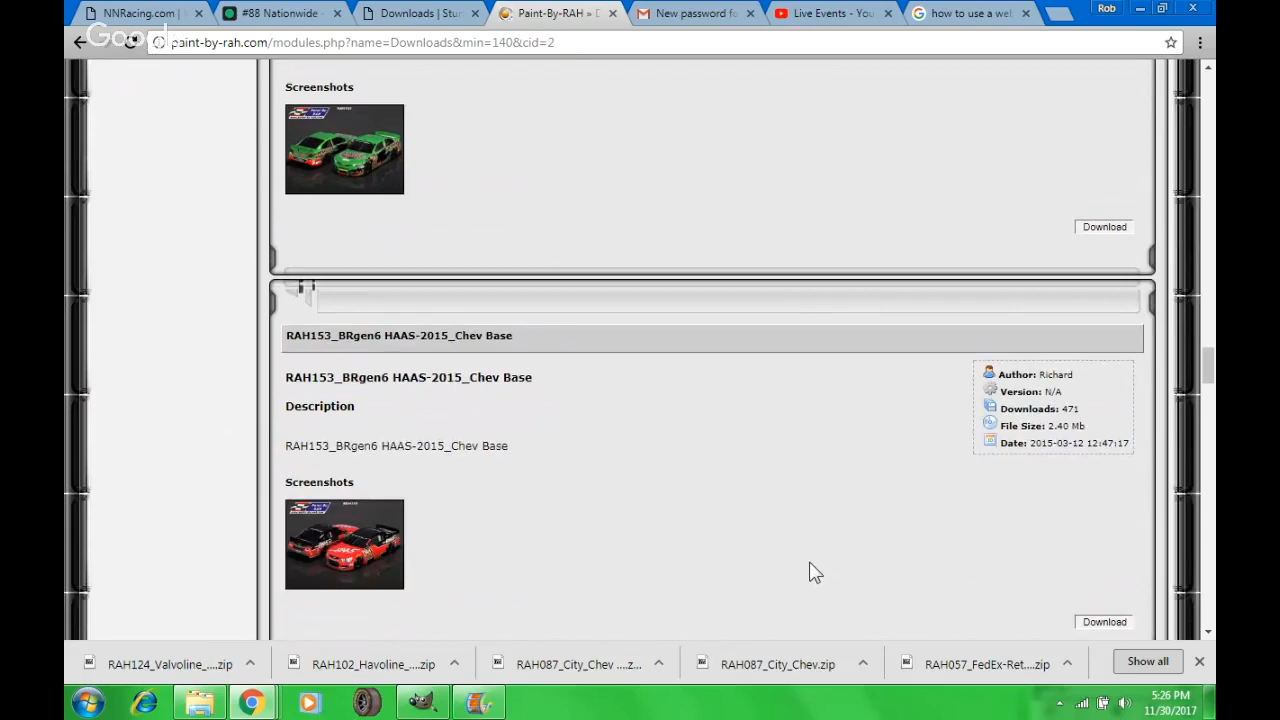 NNRacing.com | 
#88 Nationwide
Downloads | Stun
Paint-By-RAH » D
New password fo
Live Events - You
how to use a wel
Rob
paint-by-rah.com/modules.php?name=Downloads&min=140&cid=2
Screenshots
Download
RAH153_BRgen6 HAAS-2015_Chev Base
RAH153_BRgen6 HAAS-2015_Chev Base
Author: Richard
Version: N/A
Description
Downloads: 471
File Size: 2.40 Mb
RAH153_BRgen6 HAAS-2015_Chev Base
Date: 2015-03-12 12:47:17
Screenshots
Download
RAH124_Valvoline_....zip
RAH102_Havoline_....zip
RAH087_City_Chev ....z...
RAH087_City_Chev.zip
RAH057_FedEx-Ret....zip
Show all
5:26 PM
11/30/2017